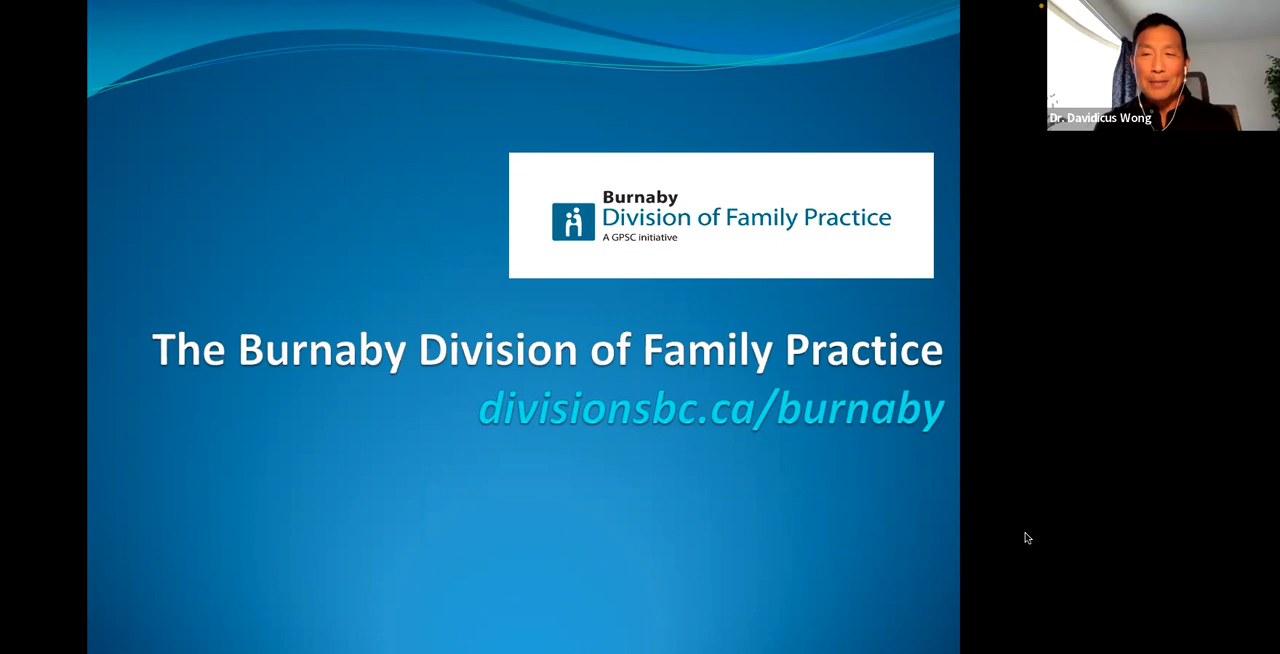 Dr. Davidicus Wong
Burnaby
Division of Family Practice
A GPSC initiative
The Burnaby Division of Family Practice
divisionsbc.ca/burnaby